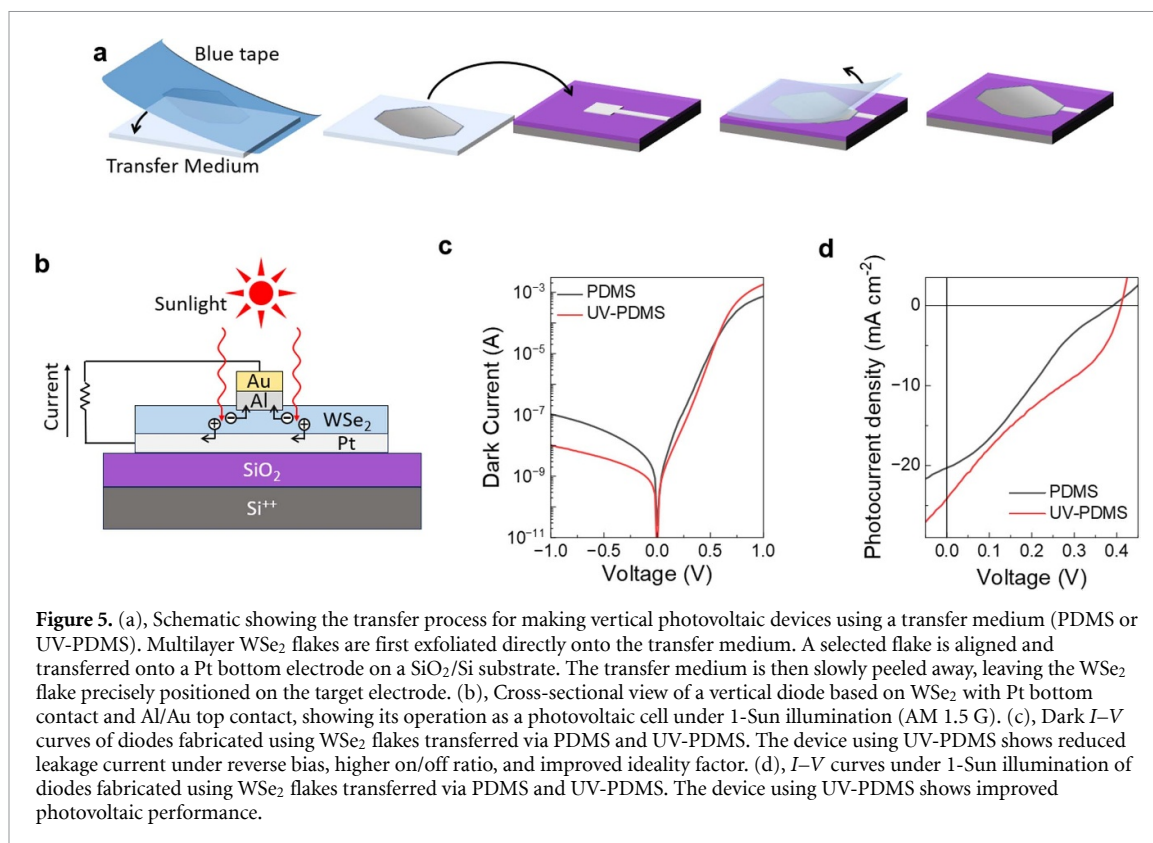 a
Blue tape
Transfer Medium
b
Sunlight
Current
Au
Al
WSe₂
Pt
SiO₂
Si⁺⁺
c
Dark Current (A)
10⁻³
10⁻⁵
10⁻⁷
10⁻⁹
10⁻¹¹
PDMS
UV-PDMS
−1.0 −0.5 0.0 0.5 1.0
Voltage (V)
d
Photocurrent density (mA cm⁻²)
0
−10
−20
PDMS
UV-PDMS
0.0 0.1 0.2 0.3 0.4
Voltage (V)
Figure 5. (a), Schematic showing the transfer process for making vertical photovoltaic devices using a transfer medium (PDMS or
UV-PDMS). Multilayer WSe₂ flakes are first exfoliated directly onto the transfer medium. A selected flake is aligned and
transferred onto a Pt bottom electrode on a SiO₂/Si substrate. The transfer medium is then slowly peeled away, leaving the WSe₂
flake precisely positioned on the target electrode. (b), Cross-sectional view of a vertical diode based on WSe₂ with Pt bottom
contact and Al/Au top contact, showing its operation as a photovoltaic cell under 1-Sun illumination (AM 1.5 G). (c), Dark I–V
curves of diodes fabricated using WSe₂ flakes transferred via PDMS and UV-PDMS. The device using UV-PDMS shows reduced
leakage current under reverse bias, higher on/off ratio, and improved ideality factor. (d), I–V curves under 1-Sun illumination of
diodes fabricated using WSe₂ flakes transferred via PDMS and UV-PDMS. The device using UV-PDMS shows improved
photovoltaic performance.